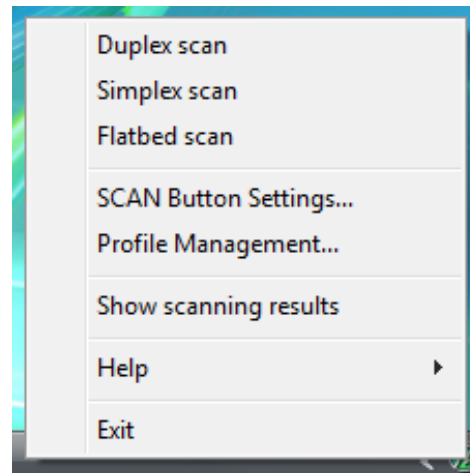 Duplex scan
Simplex scan
Flatbed scan
SCAN Button Settings...
Profile Management...
Show scanning results
Help
Exit